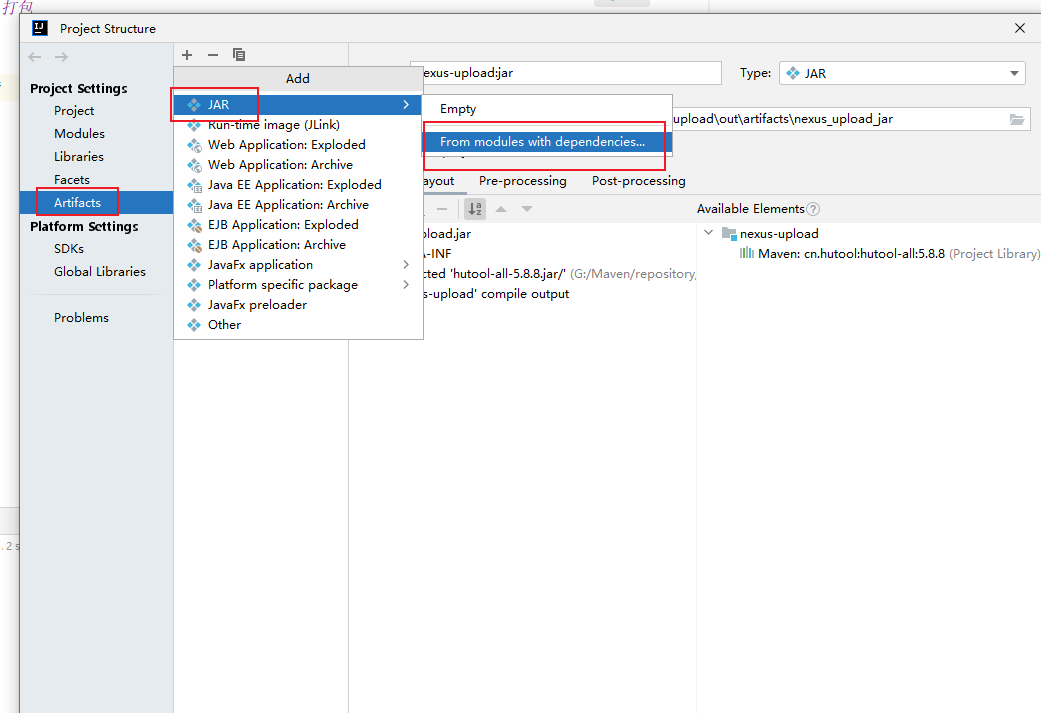 打包
Project Structure
Project Settings
Project
Modules
Libraries
Facets
Artifacts
Platform Settings
SDKs
Global Libraries
Problems
Add
JAR
Run-time image (JLink)
Web Application: Exploded
Web Application: Archive
Java EE Application: Exploded
Java EE Application: Archive
EJB Application: Exploded
EJB Application: Archive
JavaFx application
Platform specific package
JavaFx preloader
Other
Empty
From modules with dependencies...
exus-upload:jar
Type: JAR
upload\out\artifacts\nexus_upload_jar
ayout Pre-processing Post-processing
pload.jar
A-INF
cted 'hutool-all-5.8.8.jar/' (G:/Maven/repository,
s-upload' compile output
Available Elements ?
nexus-upload
Maven: cn.hutool:hutool-all:5.8.8 (Project Library)
. 2 s